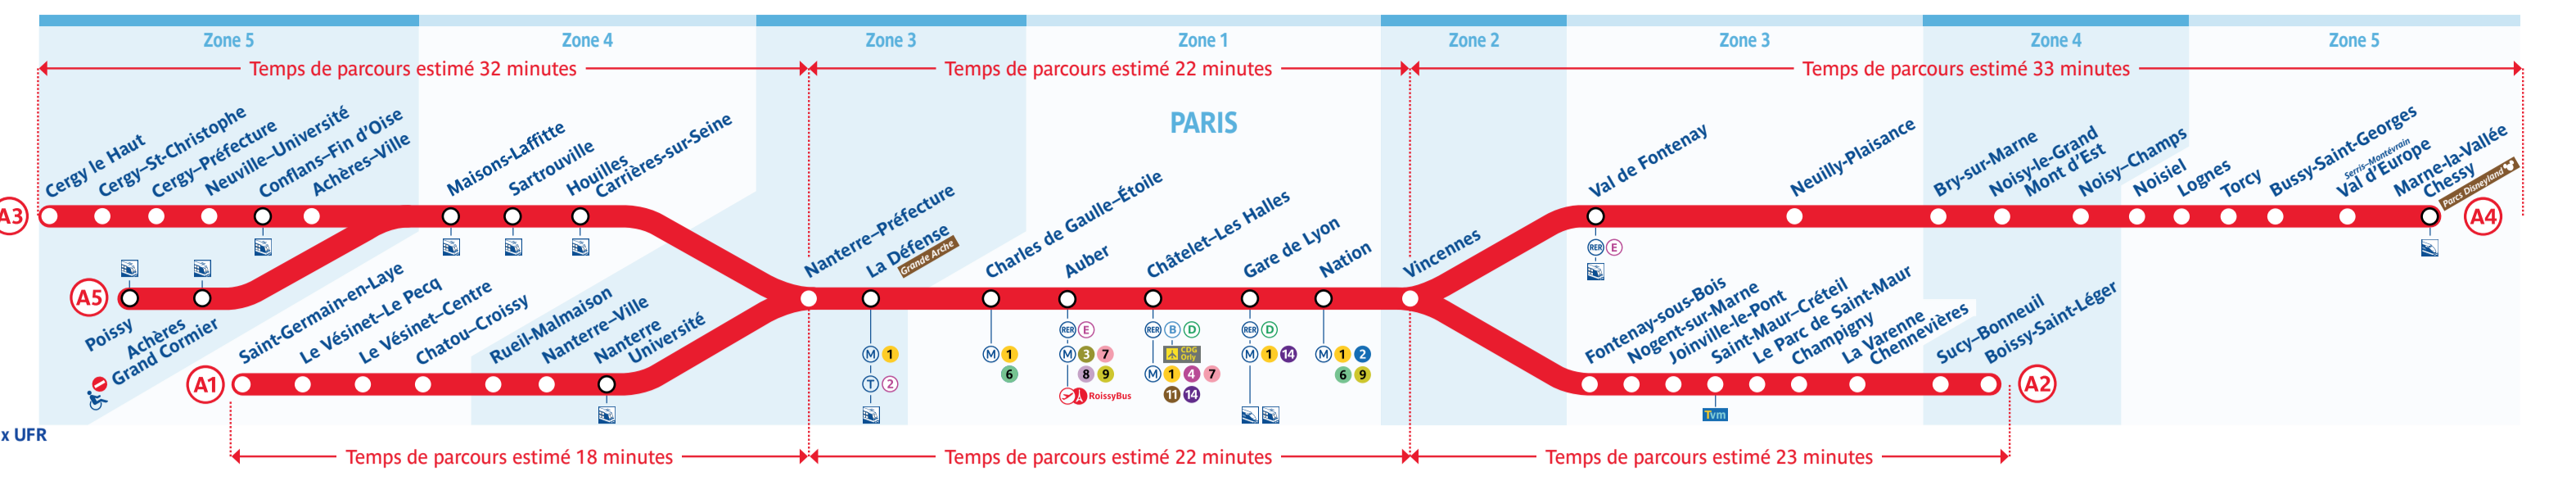 Zone 5
Zone 4
Zone 3
Zone 1
Zone 2
Zone 3
Zone 4
Zone 5
Temps de parcours estimé 32 minutes
Temps de parcours estimé 22 minutes
Temps de parcours estimé 33 minutes
PARIS
A3
Cergy le Haut
Cergy–St-Christophe
Cergy–Préfecture
Neuville–Université
Conflans–Fin d’Oise
Achères–Ville
Maisons-Laffitte
Sartrouville
Houilles
Carrières-sur-Seine
A5
Poissy
Achères
Grand Cormier
A1
Saint-Germain-en-Laye
Le Vésinet–Le Pecq
Le Vésinet–Centre
Chatou–Croissy
Rueil-Malmaison
Nanterre–Ville
Nanterre
Université
Nanterre–Préfecture
La Défense
Grande Arche
M 1
T 2
Charles de Gaulle–Étoile
M 1
6
Auber
RER E
M 3 7
8 9
RoissyBus
Châtelet–Les Halles
RER B D
CDG
Orly
M 1 4 7
11 14
Gare de Lyon
RER D
M 1 14
Nation
M 1 2
6 9
Vincennes
Val de Fontenay
RER E
Neuilly-Plaisance
Bry-sur-Marne
Noisy-le-Grand
Mont d’Est
Noisy–Champs
Noisiel
Lognes
Torcy
Bussy-Saint-Georges
Serris–Montévrain
Val d’Europe
Marne-la-Vallée
Chessy
Parcs Disneyland
A4
Fontenay-sous-Bois
Nogent-sur-Marne
Joinville-le-Pont
Saint-Maur–Créteil
Tvm
Le Parc de Saint-Maur
Champigny
La Varenne
Chennevières
Sucy–Bonneuil
Boissy-Saint-Léger
A2
x UFR
Temps de parcours estimé 18 minutes
Temps de parcours estimé 22 minutes
Temps de parcours estimé 23 minutes